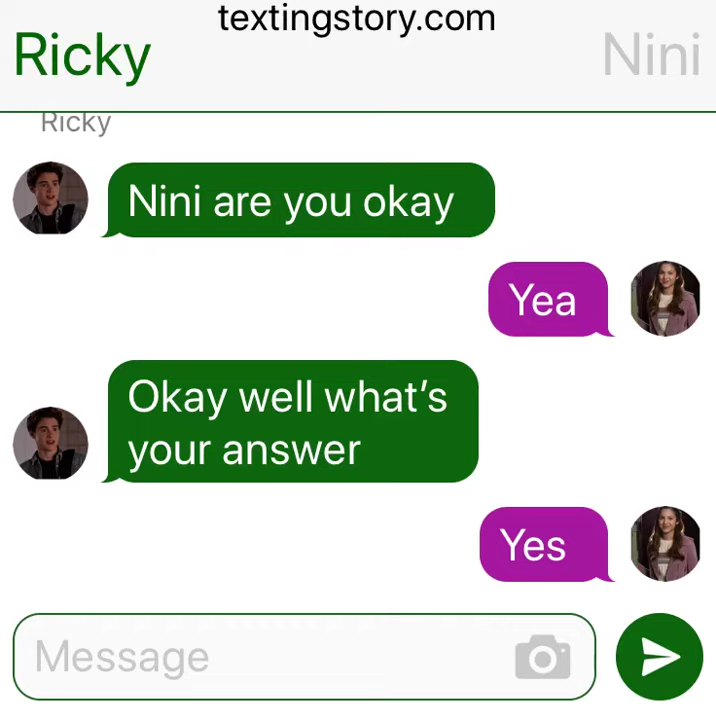 textingstory.com
Ricky
Nini
Ricky
Nini are you okay
Yea
Okay well what's
your answer
Yes
Message